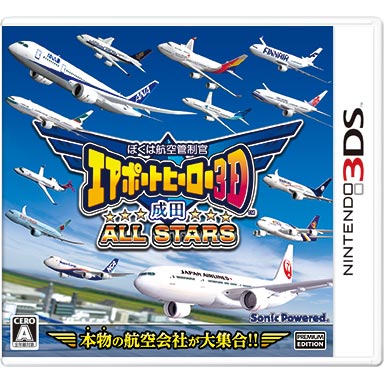 FINNAIR
ANA
ぼくは航空管制官
エアポートヒーロー3D
成田
ALL STARS
JAPAN AIRLINES
Sonic Powered.
CERO
A
本物の航空会社が大集合!!
PREMIUM
EDITION
NINTENDO 3DS